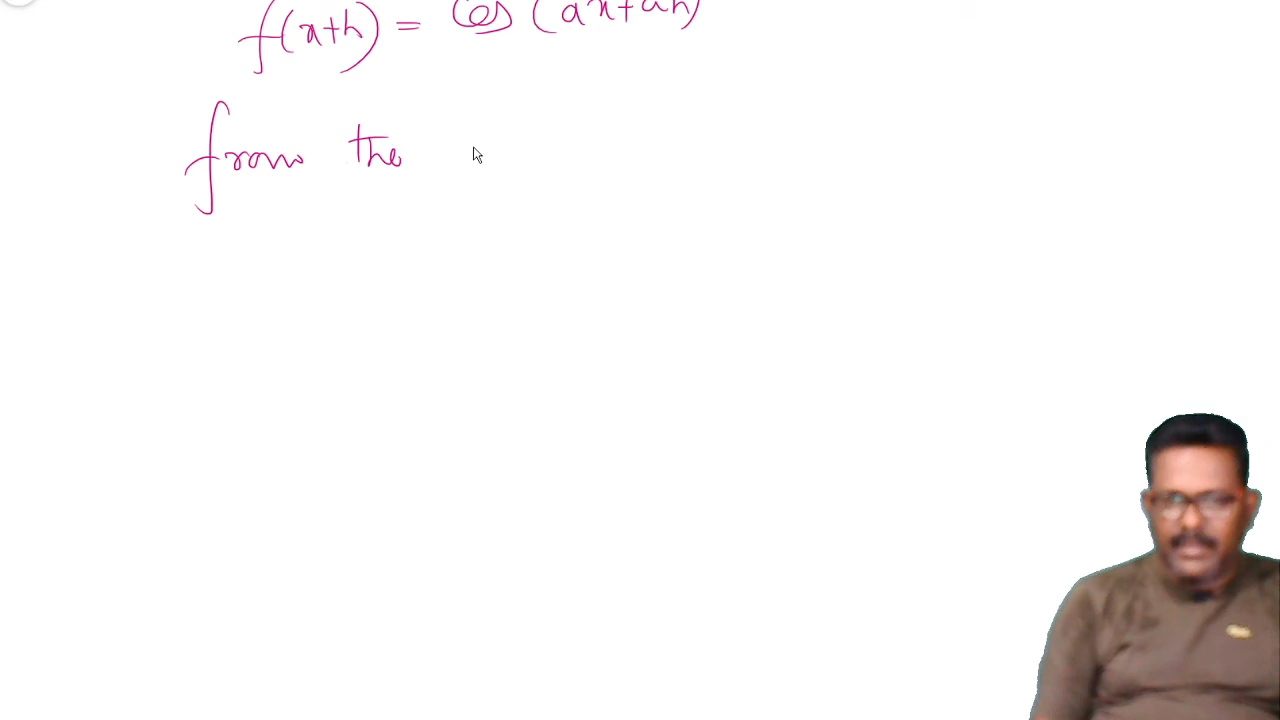 f(x+h) = Cos (ax+ah)
from the